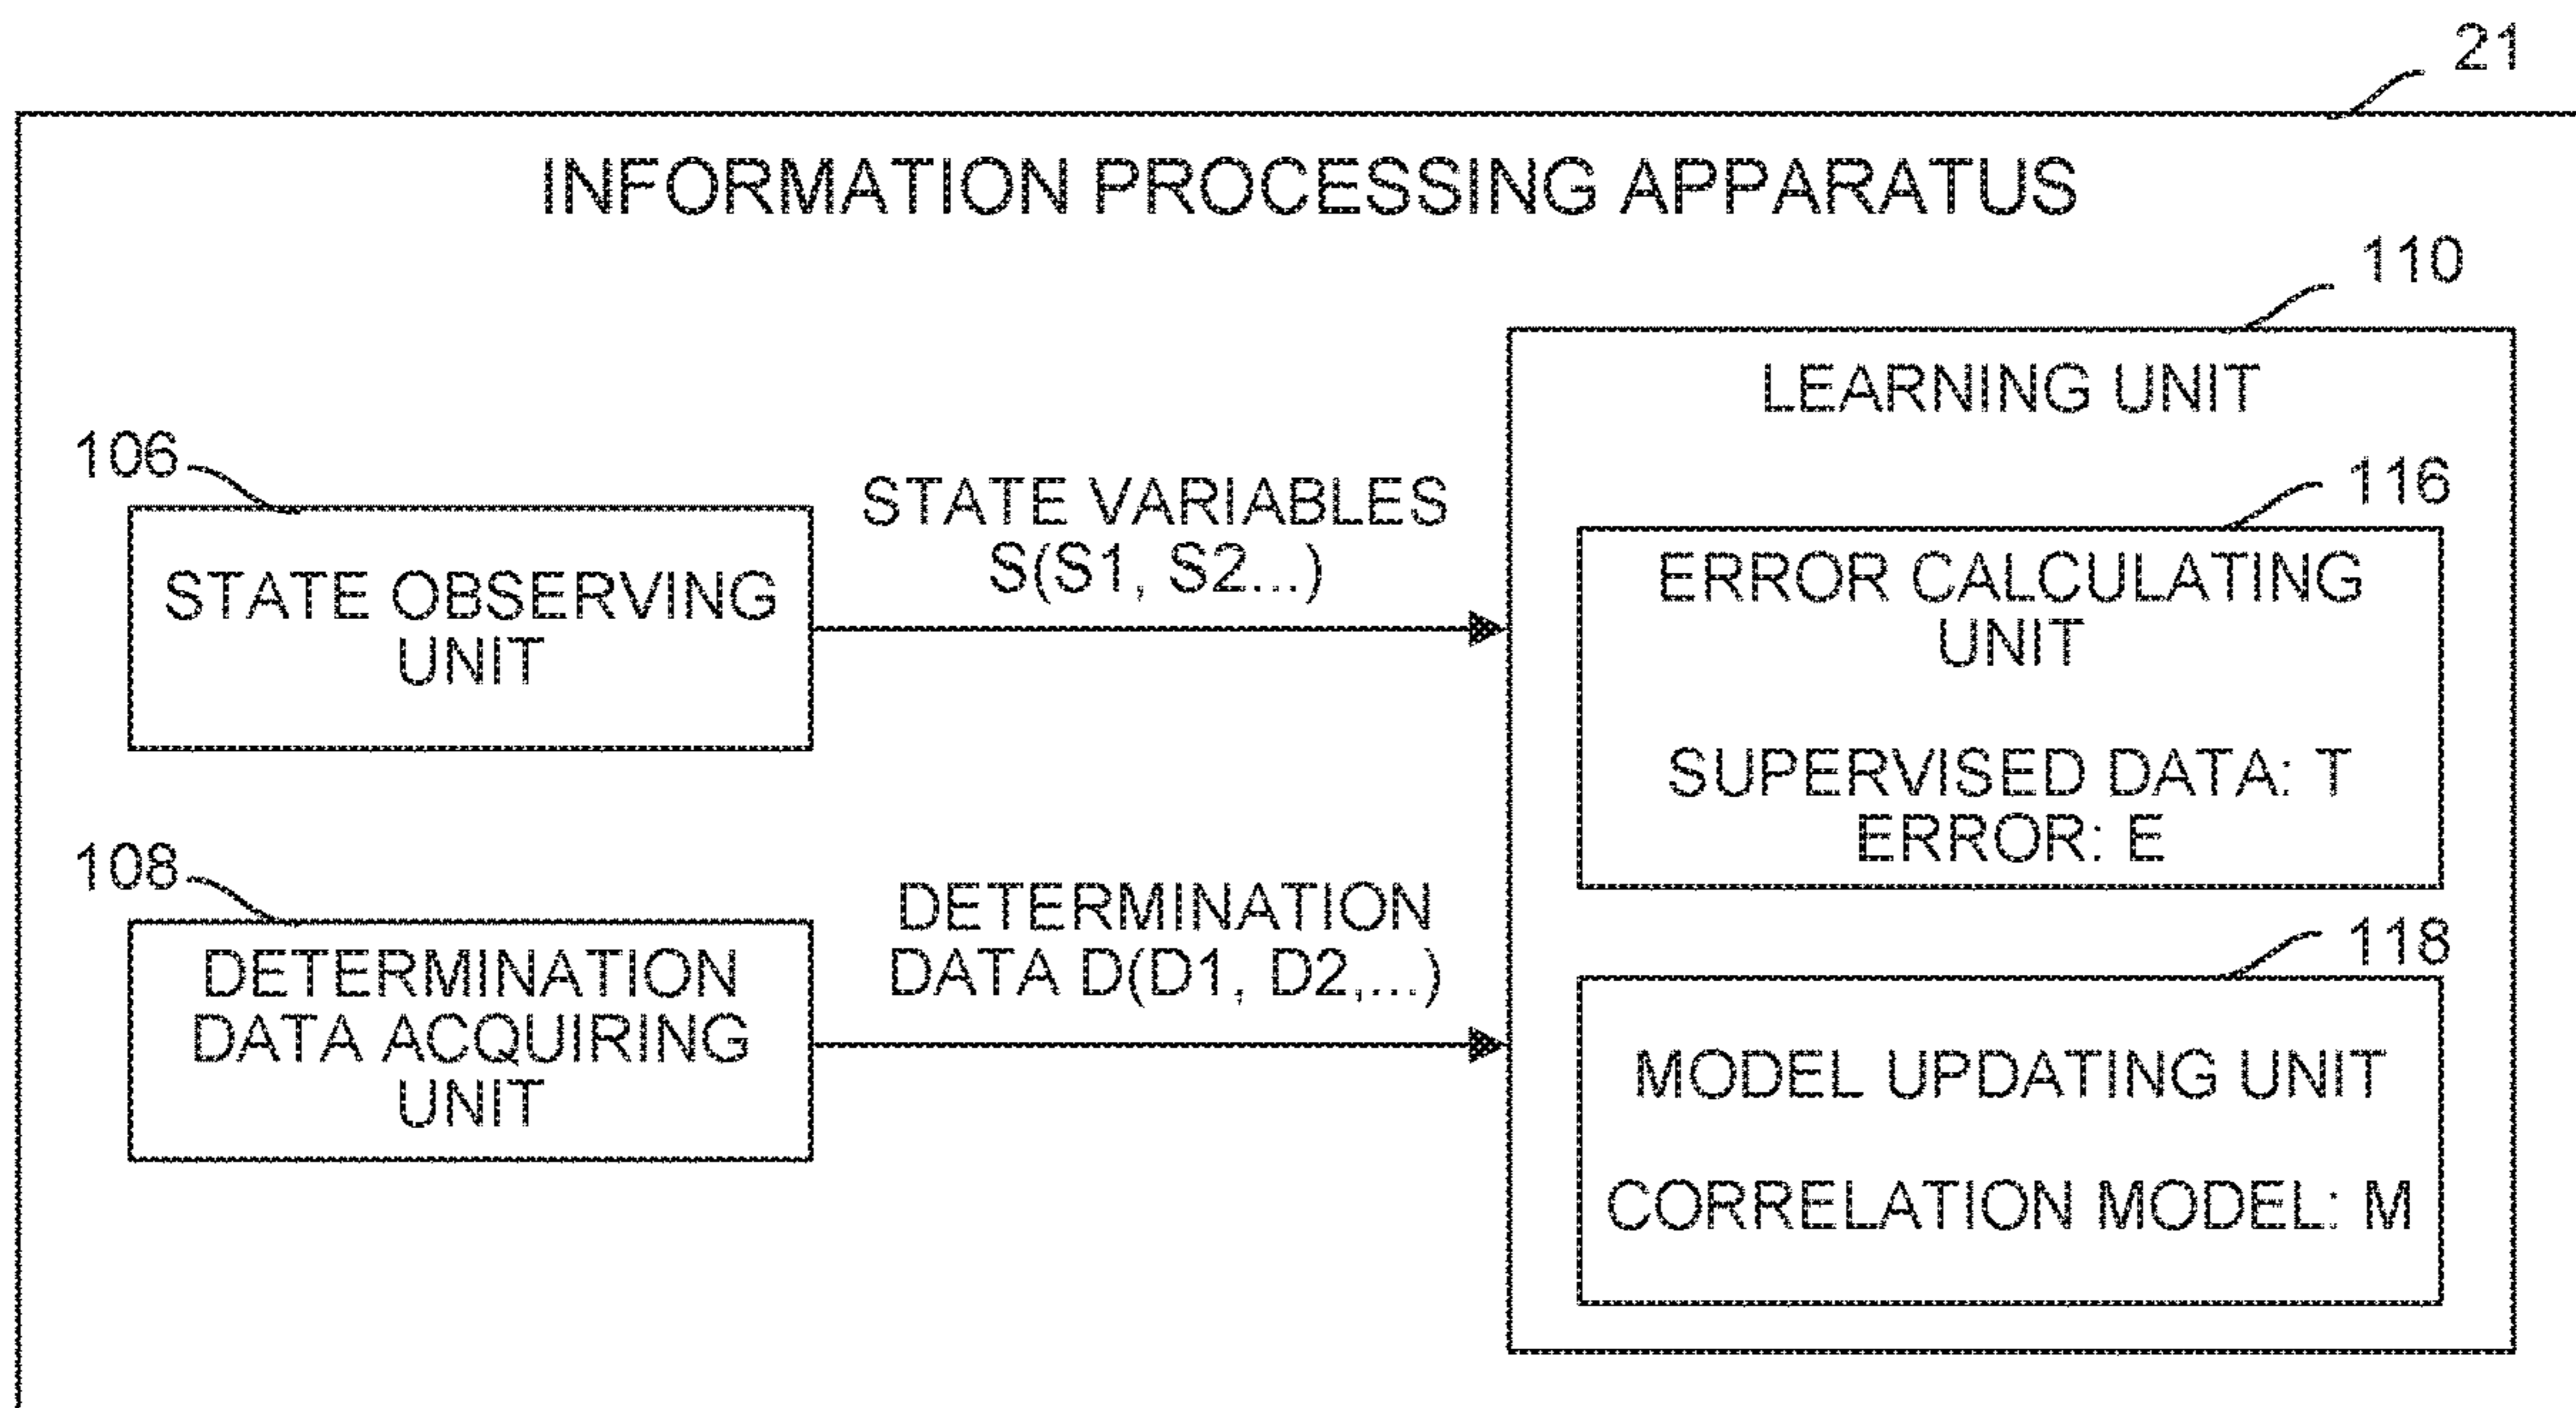 21
INFORMATION PROCESSING APPARATUS
110
LEARNING UNIT
106
STATE OBSERVING
UNIT
STATE VARIABLES
S(S1, S2...)
116
ERROR CALCULATING
UNIT
SUPERVISED DATA: T
ERROR: E
108
DETERMINATION
DATA ACQUIRING
UNIT
DETERMINATION
DATA D(D1, D2,...)
118
MODEL UPDATING UNIT
CORRELATION MODEL: M